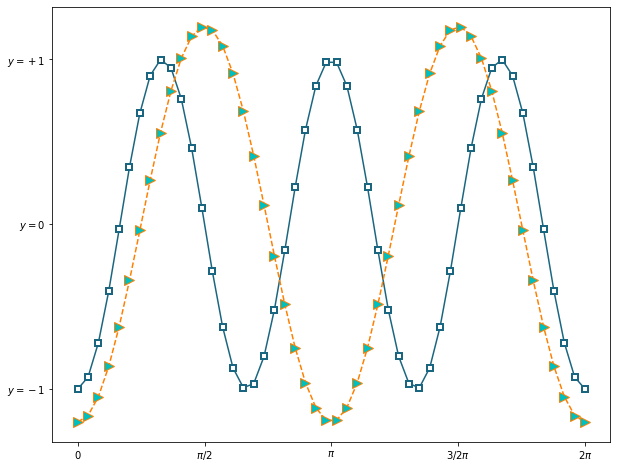 y = +1
y = 0
y = −1
0
π/2
π
3/2π
2π